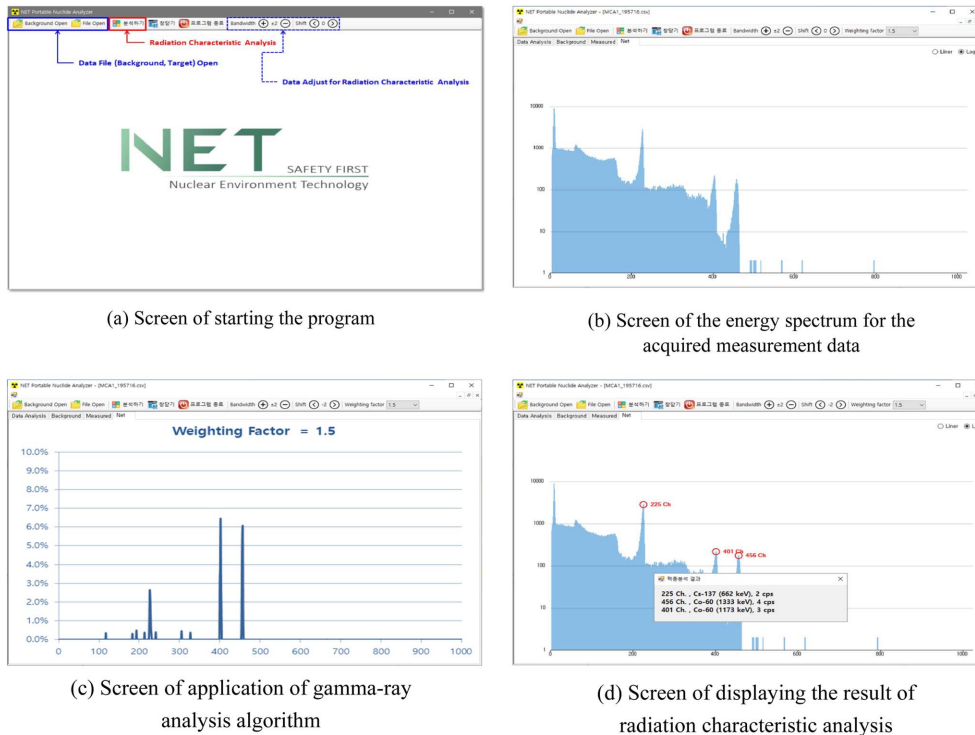 NET Portable Nuclide Analyzer
Background Open File Open 분석하기 창닫기 프로그램 종료 Bandwidth ±2 Shift 0
Radiation Characteristic Analysis
Data File (Background, Target) Open
Data Adjust for Radiation Characteristic Analysis
NET
SAFETY FIRST
Nuclear Environment Technology
(a) Screen of starting the program
NET Portable Nuclide Analyzer - [MCA1_195716.csv]
Background Open File Open 분석하기 창닫기 프로그램 종료 Bandwidth ±2 Shift 0 Weighting factor 1.5
Data Analysis Background Measured Net
Liner Log
10000
1000
100
10
1
0 200 400 600 800 1000
(b) Screen of the energy spectrum for the
acquired measurement data
NET Portable Nuclide Analyzer - [MCA1_195716.csv]
Background Open File Open 분석하기 창닫기 프로그램 종료 Bandwidth ±2 Shift -2 Weighting factor 1.5
Data Analysis Background Measured Net
Weighting Factor = 1.5
10.0%
9.0%
8.0%
7.0%
6.0%
5.0%
4.0%
3.0%
2.0%
1.0%
0.0%
0 100 200 300 400 500 600 700 800 900 1000
(c) Screen of application of gamma-ray
analysis algorithm
NET Portable Nuclide Analyzer - [MCA1_195716.csv]
Background Open File Open 분석하기 창닫기 프로그램 종료 Bandwidth ±2 Shift -2 Weighting factor 1.5
Data Analysis Background Measured Net
Liner L
10000
1000
100
10
1
225 Ch
401 Ch
456 Ch
핵종분석 결과
225 Ch. , Cs-137 (662 keV), 2 cps
456 Ch. , Co-60 (1333 keV), 4 cps
401 Ch. , Co-60 (1173 keV), 3 cps
0 200 400 600 800 1000
(d) Screen of displaying the result of
radiation characteristic analysis